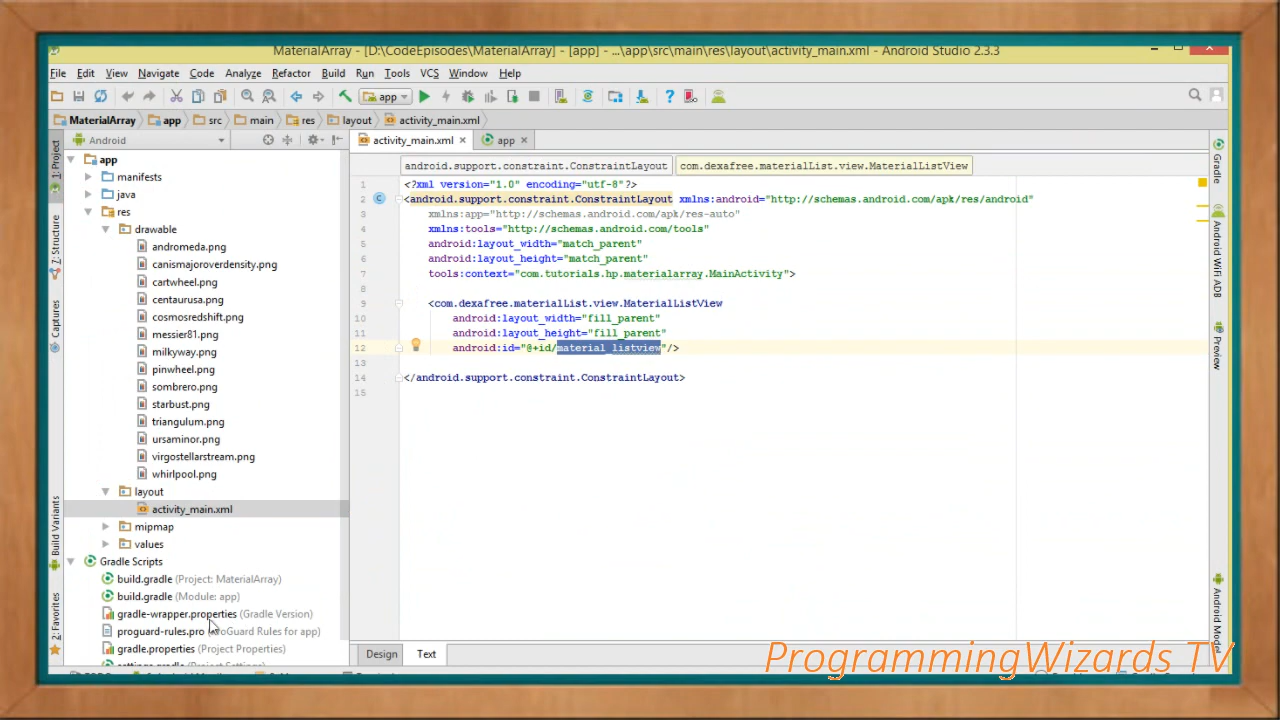 MaterialArray - [D:\CodeEpisodes\MaterialArray] - [app] - ...\app\src\main\res\layout\activity_main.xml - Android Studio 2.3.3
File Edit View Navigate Code Analyze Refactor Build Run Tools VCS Window Help
app
MaterialArray app src main res layout activity_main.xml
Android
activity_main.xml app
1: Project
7: Structure
Captures
Build Variants
2: Favorites
app
manifests
java
res
drawable
andromeda.png
canismajoroverdensity.png
cartwheel.png
centaurusa.png
cosmosredshift.png
messier81.png
milkyway.png
pinwheel.png
sombrero.png
starbust.png
triangulum.png
ursaminor.png
virgostellarstream.png
whirlpool.png
layout
activity_main.xml
mipmap
values
Gradle Scripts
build.gradle (Project: MaterialArray)
build.gradle (Module: app)
gradle-wrapper.properties (Gradle Version)
proguard-rules.pro (ProGuard Rules for app)
gradle.properties (Project Properties)
settings.gradle (Project Settings)
android.support.constraint.ConstraintLayout com.dexafree.materialList.view.MaterialListView
1 <?xml version="1.0" encoding="utf-8"?>
2 <android.support.constraint.ConstraintLayout xmlns:android="http://schemas.android.com/apk/res/android"
3 xmlns:app="http://schemas.android.com/apk/res-auto"
4 xmlns:tools="http://schemas.android.com/tools"
5 android:layout_width="match_parent"
6 android:layout_height="match_parent"
7 tools:context="com.tutorials.hp.materialarray.MainActivity">
8
9 <com.dexafree.materialList.view.MaterialListView
10 android:layout_width="fill_parent"
11 android:layout_height="fill_parent"
12 android:id="@+id/material_listview"/>
13
14 </android.support.constraint.ConstraintLayout>
15
Design Text
Gradle
Android WiFi ADB
Preview
Android Model
ProgrammingWizards TV